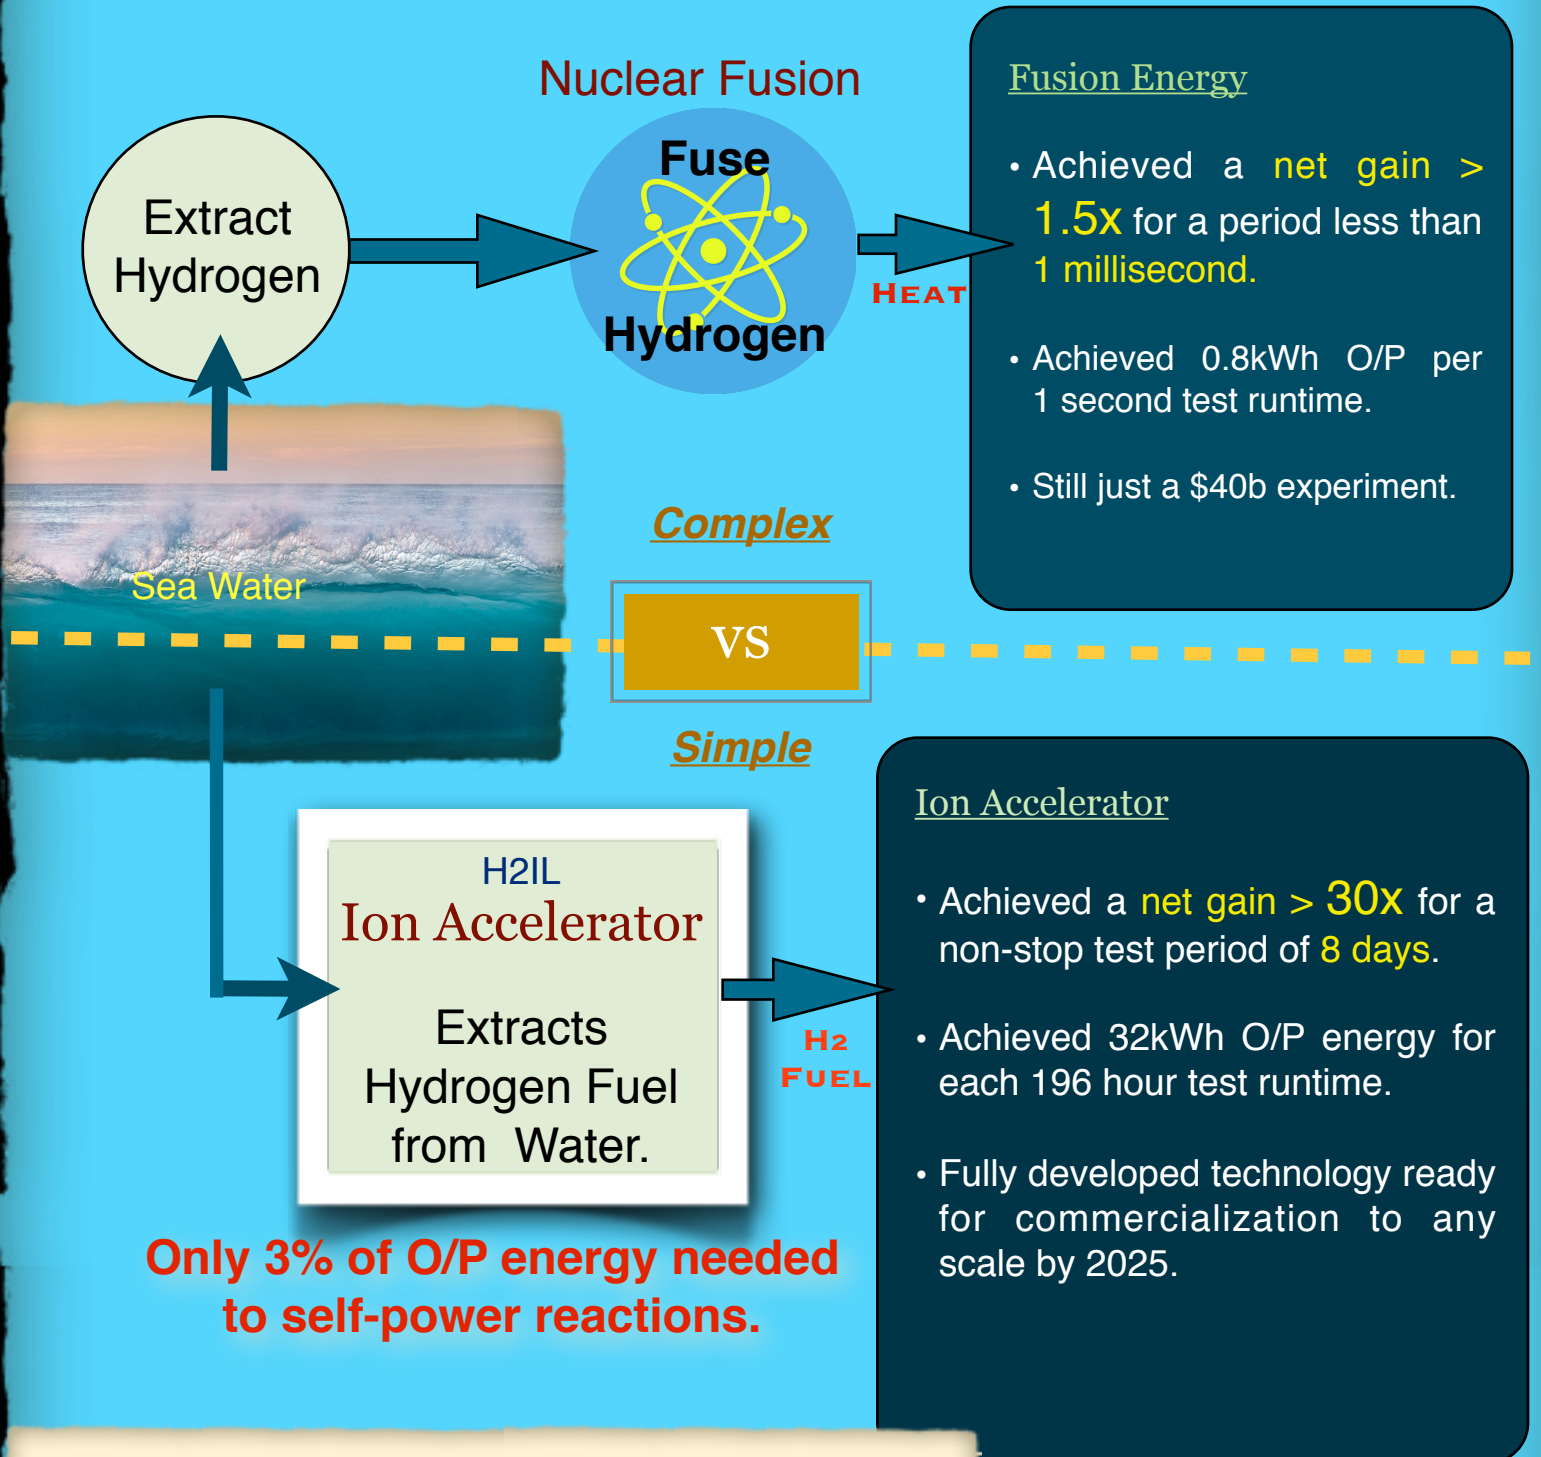 Nuclear Fusion
Fuse
Hydrogen
Extract
Hydrogen
HEAT
Fusion Energy
• Achieved a net gain >
1.5x for a period less than
1 millisecond.
• Achieved 0.8kWh O/P per
1 second test runtime.
• Still just a $40b experiment.
Sea Water
Complex
vs
Simple
H2IL
Ion Accelerator
Extracts
Hydrogen Fuel
from Water.
H2
FUEL
Only 3% of O/P energy needed
to self-power reactions.
Ion Accelerator
• Achieved a net gain > 30x for a
non-stop test period of 8 days.
• Achieved 32kWh O/P energy for
each 196 hour test runtime.
• Fully developed technology ready
for commercialization to any
scale by 2025.